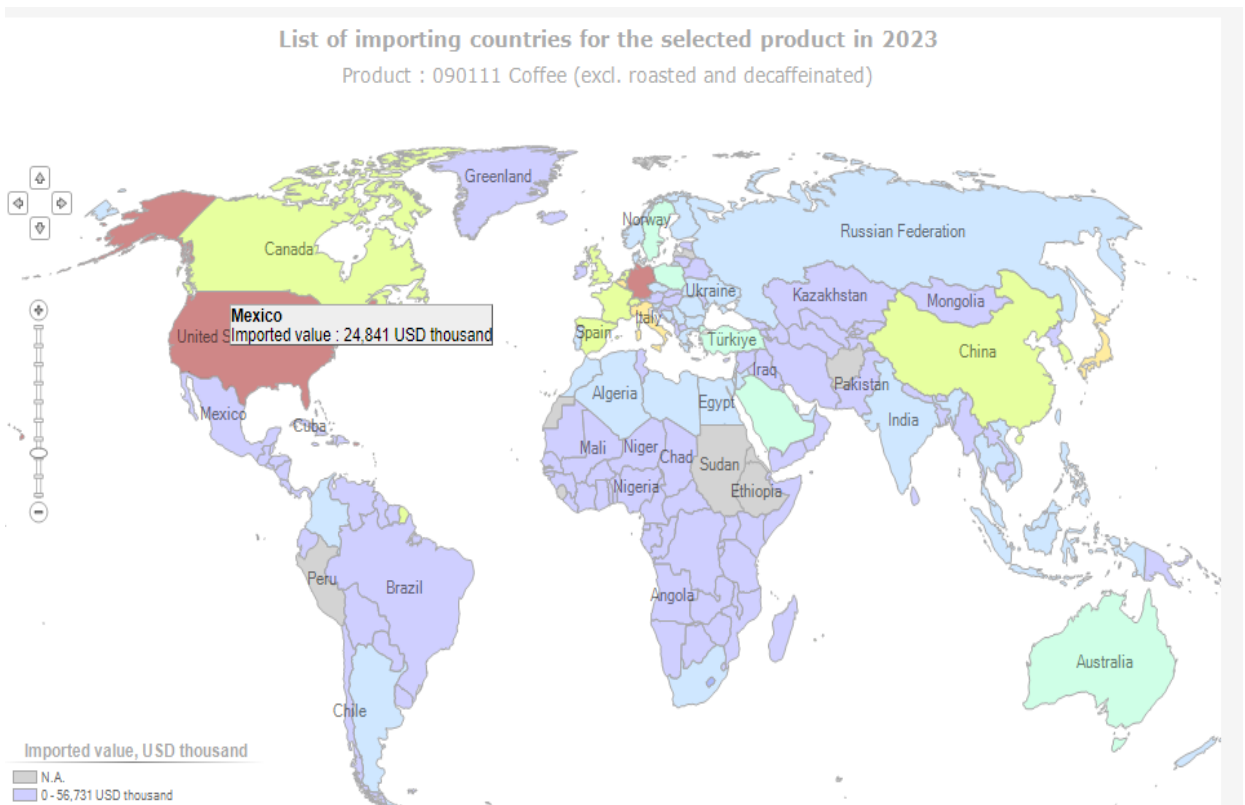 List of importing countries for the selected product in 2023
Product : 090111 Coffee (excl. roasted and decaffeinated)
Greenland
Norway
Canada
Russian Federation
Ukraine
Kazakhstan
Mongolia
Mexico
Imported value : 24,841 USD thousand
United S
Italy
Spain
Türkiye
China
Iraq
Pakistan
Algeria
Egypt
Mexico
Cuba
India
Mali
Niger
Chad
Sudan
Nigeria
Ethiopia
Peru
Brazil
Angola
Australia
Chile
Imported value, USD thousand
N.A.
0 - 56,731 USD thousand